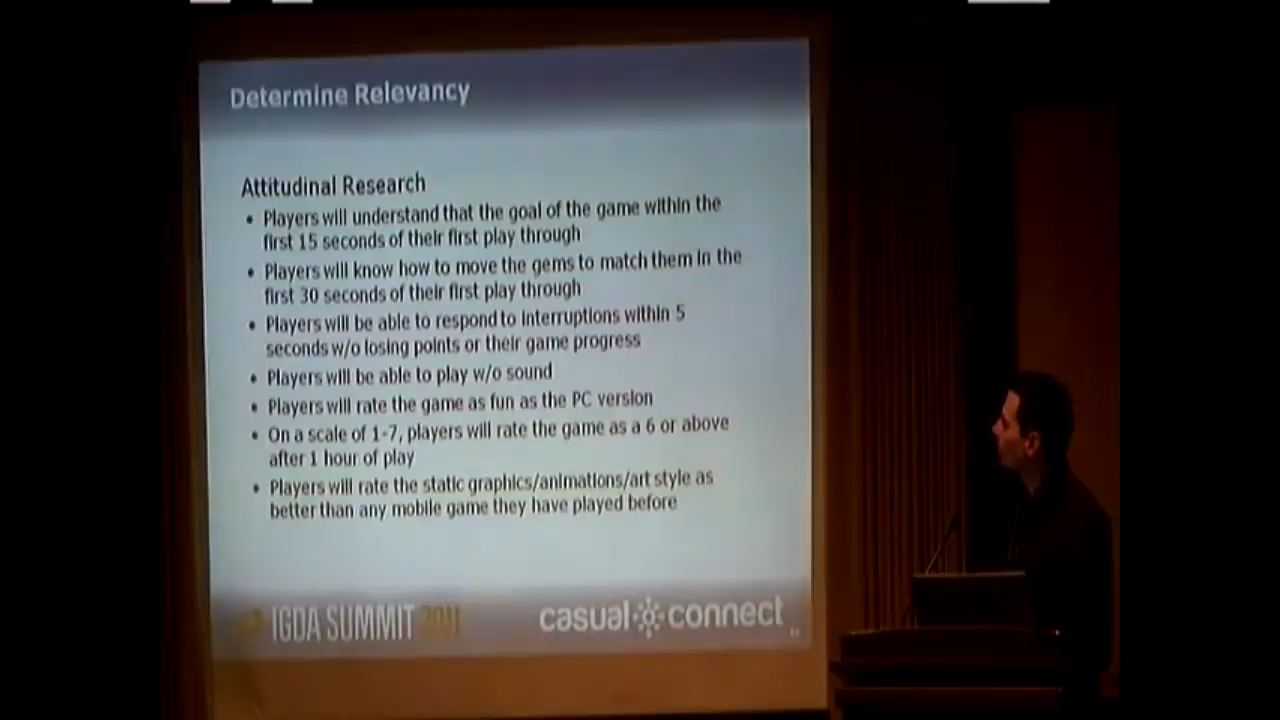 Determine Relevancy
Attitudinal Research
• Players will understand that the goal of the game within the
first 15 seconds of their first play through
• Players will know how to move the gems to match them in the
first 30 seconds of their first play through
• Players will be able to respond to interruptions within 5
seconds w/o losing points or their game progress
• Players will be able to play w/o sound
• Players will rate the game as fun as the PC version
• On a scale of 1-7, players will rate the game as a 6 or above
after 1 hour of play
• Players will rate the static graphics/animations/art style as
better than any mobile game they have played before
IGDA SUMMIT 2011
casual connect